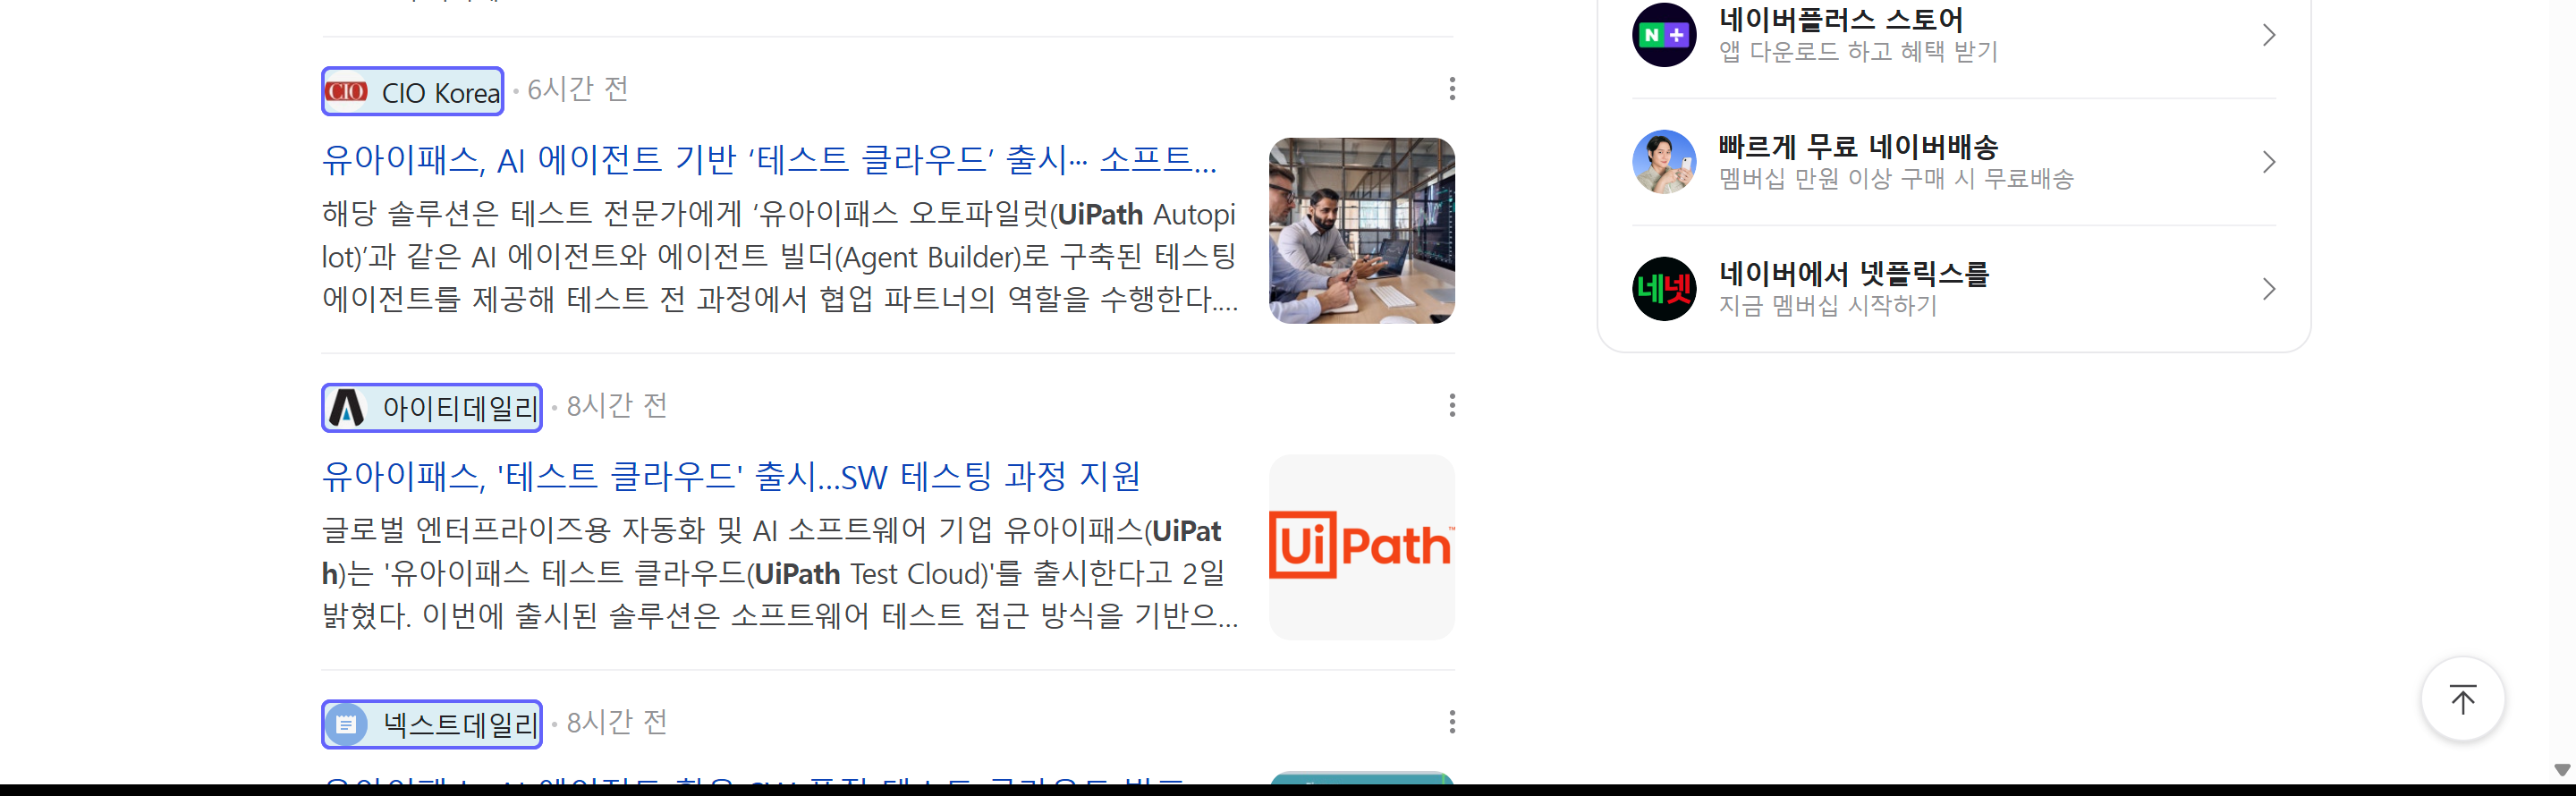 CIO CIO Korea · 6시간 전
유아이패스, AI 에이전트 기반 ‘테스트 클라우드’ 출시… 소프트...
해당 솔루션은 테스트 전문가에게 ‘유아이패스 오토파일럿(UiPath Autopi
lot)’과 같은 AI 에이전트와 에이전트 빌더(Agent Builder)로 구축된 테스팅
에이전트를 제공해 테스트 전 과정에서 협업 파트너의 역할을 수행한다....
아이티데일리 · 8시간 전
유아이패스, '테스트 클라우드' 출시...SW 테스팅 과정 지원
글로벌 엔터프라이즈용 자동화 및 AI 소프트웨어 기업 유아이패스(UiPat
h)는 '유아이패스 테스트 클라우드(UiPath Test Cloud)'를 출시한다고 2일
밝혔다. 이번에 출시된 솔루션은 소프트웨어 테스트 접근 방식을 기반으...
UiPath™
넥스트데일리 · 8시간 전
N+
네이버플러스 스토어
앱 다운로드 하고 혜택 받기
빠르게 무료 네이버배송
멤버십 만원 이상 구매 시 무료배송
네넷
네이버에서 넷플릭스를
지금 멤버십 시작하기